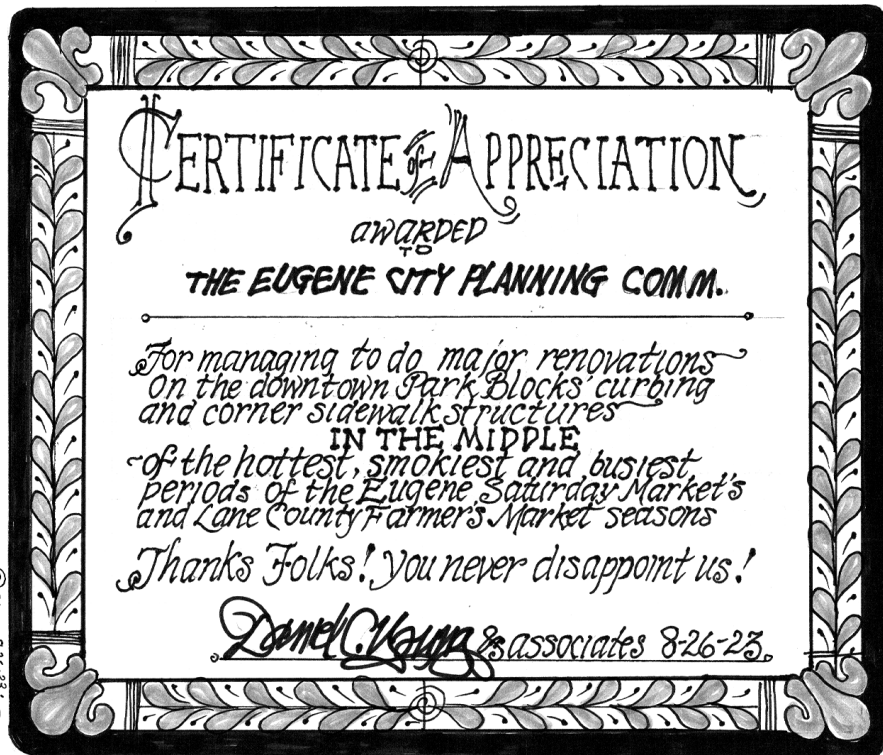 CERTIFICATE of APPRECIATION
awarded
TO
THE EUGENE CITY PLANNING COMM.
For managing to do major renovations
on the downtown Park Blocks' curbing
and corner sidewalk structures
IN THE MIDDLE
of the hottest, smokiest and busiest
periods of the Eugene Saturday Market's
and Lane County Farmer's Market seasons
Thanks Folks! you never disappoint us!
Daniel C. Young & associates 8-26-23.